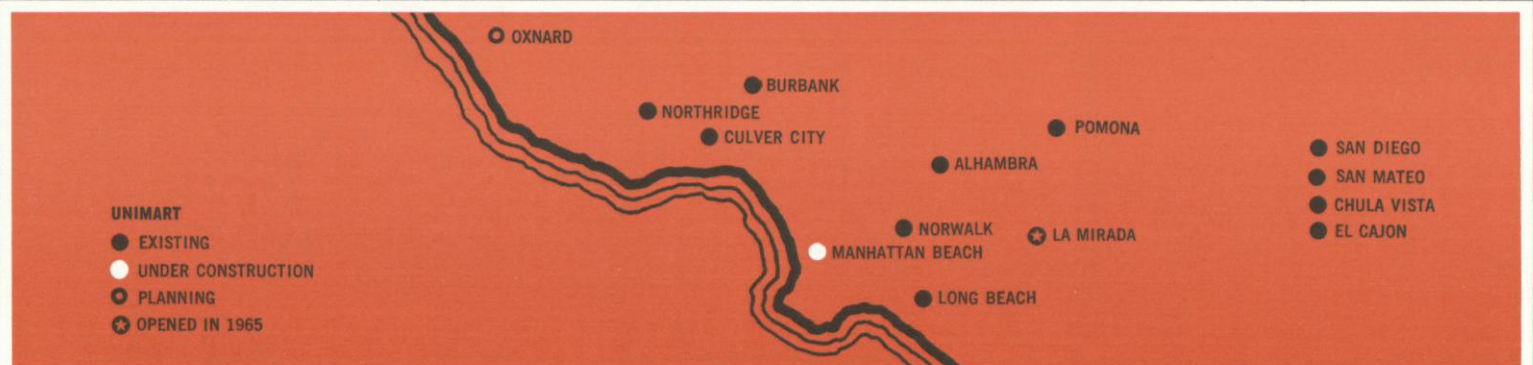 OXNARD
BURBANK
NORTHRIDGE
CULVER CITY
POMONA
ALHAMBRA
SAN DIEGO
SAN MATEO
CHULA VISTA
EL CAJON
NORWALK
LA MIRADA
MANHATTAN BEACH
LONG BEACH
UNIMART
EXISTING
UNDER CONSTRUCTION
PLANNING
OPENED IN 1965